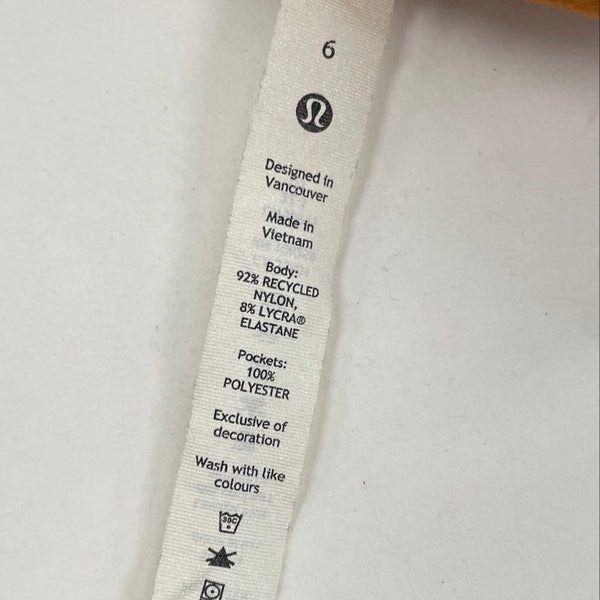 6
Designed in
Vancouver
Made in
Vietnam
Body:
92% RECYCLED
NYLON,
8% LYCRA®
ELASTANE
Pockets:
100%
POLYESTER
Exclusive of
decoration
Wash with like
colours
30C